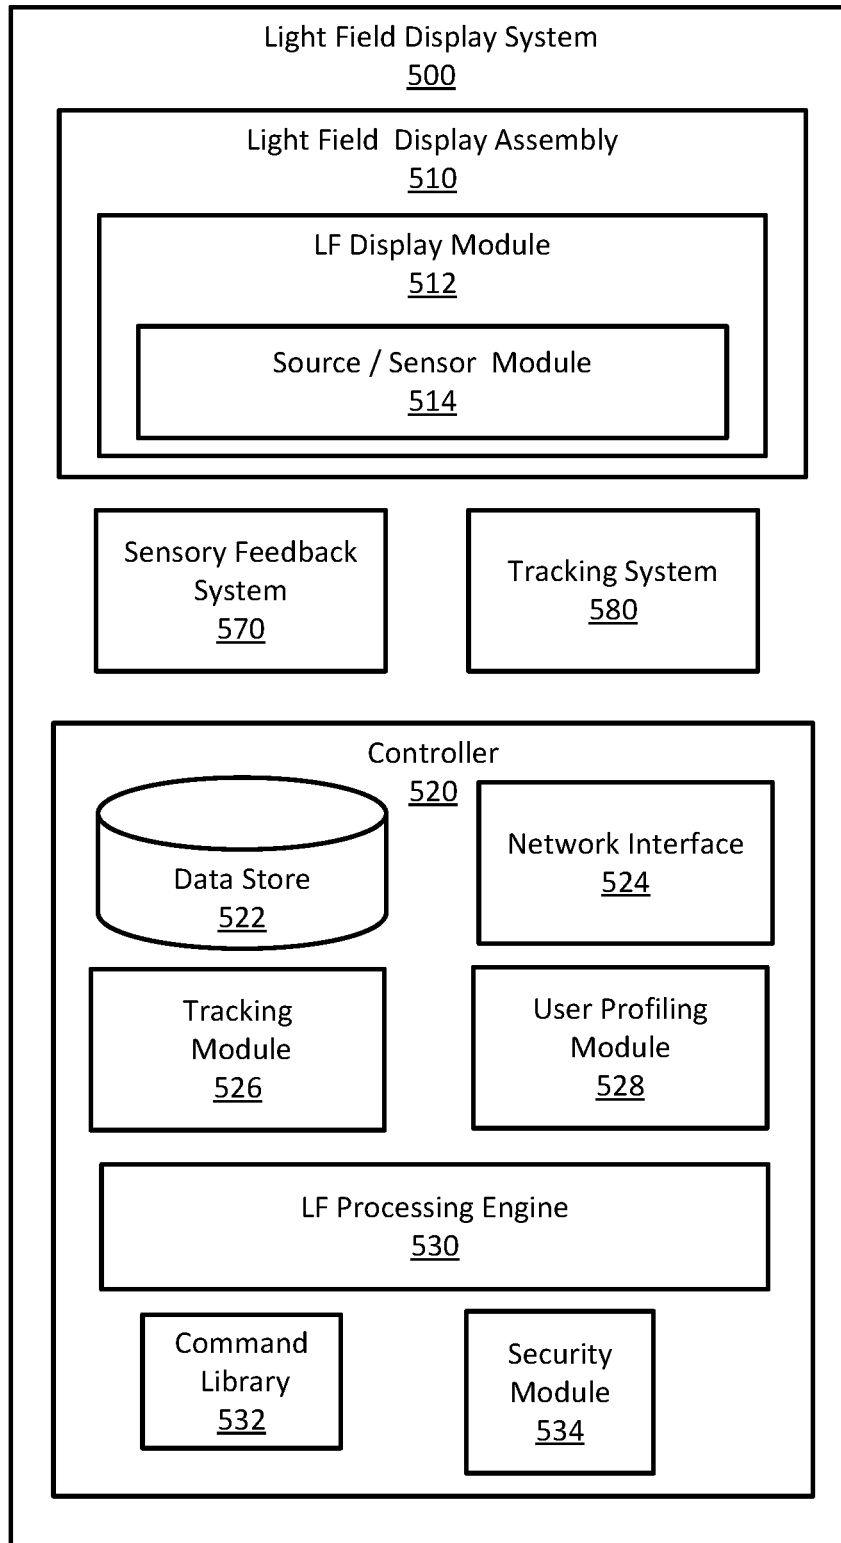 Light Field Display System
500
Light Field Display Assembly
510
LF Display Module
512
Source / Sensor Module
514
Sensory Feedback
System
570
Tracking System
580
Controller
520
Data Store
522
Network Interface
524
Tracking
Module
526
User Profiling
Module
528
LF Processing Engine
530
Command
Library
532
Security
Module
534